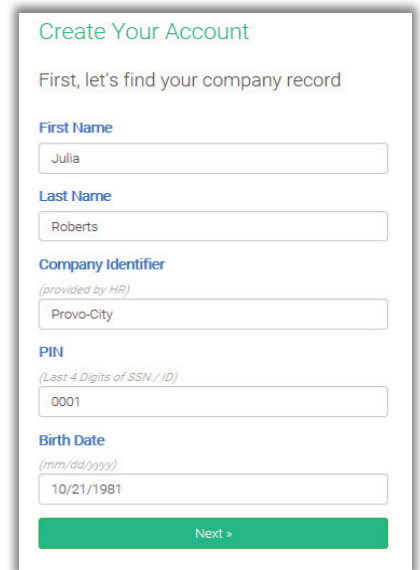 Create Your Account
First, let's find your company record
First Name
Julia
Last Name
Roberts
Company Identifier
(provided by HR)
Provo-City
PIN
(Last 4 Digits of SSN / ID)
0001
Birth Date
(mm/dd/yyyy)
10/21/1981
Next »